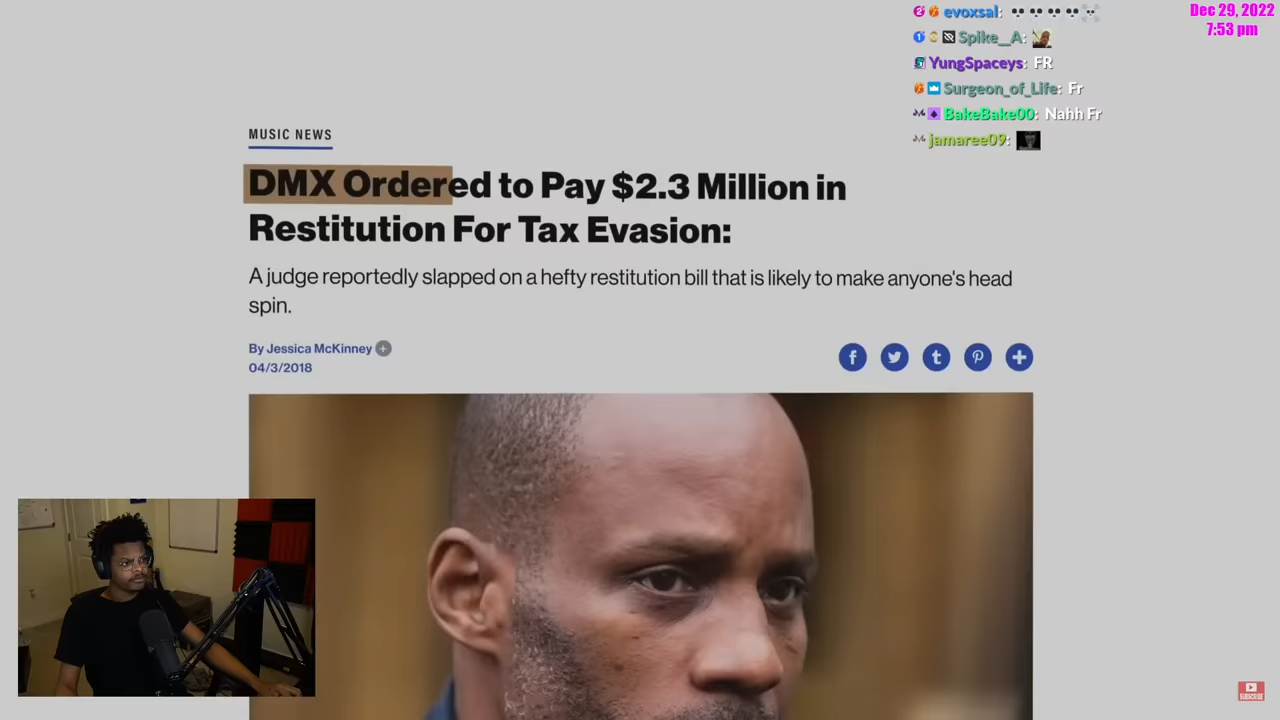 evoxsal:
Spike__A:
YungSpaceys: FR
Surgeon_of_Life: Fr
BakeBake00: Nahh Fr
jamaree09:
Dec 29, 2022
7:53 pm
MUSIC NEWS
DMX Ordered to Pay $2.3 Million in
Restitution For Tax Evasion:
A judge reportedly slapped on a hefty restitution bill that is likely to make anyone's head
spin.
By Jessica McKinney
04/3/2018
SUBSCRIBE